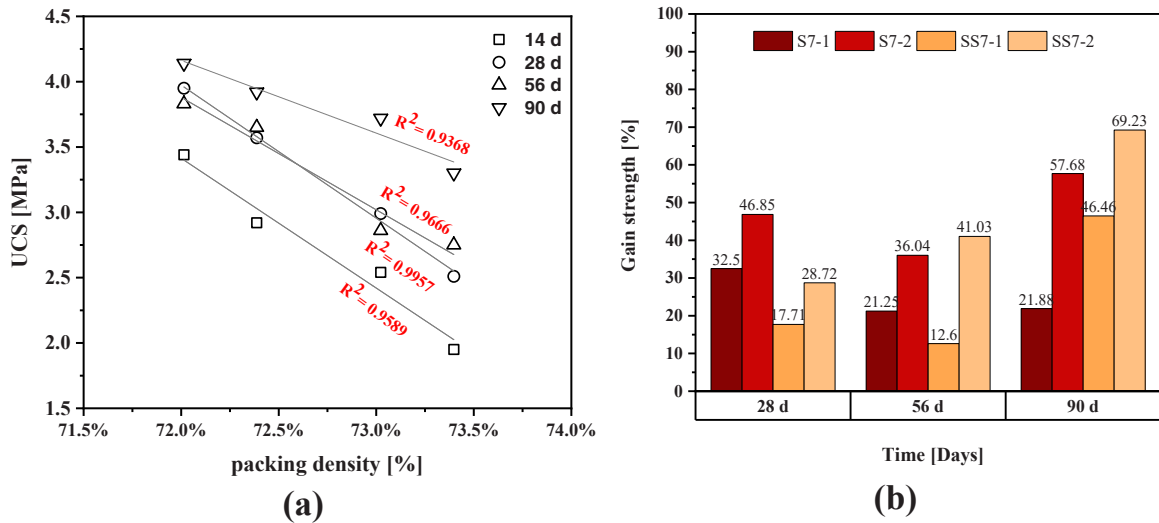 4.5
4.0
3.5
3.0
2.5
2.0
1.5
UCS [MPa]
14 d
28 d
56 d
90 d
R²=0.9368
R²=0.9666
R²=0.9957
R²=0.9589
71.5% 72.0% 72.5% 73.0% 73.5% 74.0%
packing density [%]
(a)
100
90
80
70
60
50
40
30
20
10
0
Gain strength [%]
S7-1 S7-2 SS7-1 SS7-2
32.5 46.85 17.71 28.72
21.25 36.04 12.6 41.03
21.88 57.68 46.46 69.23
28 d 56 d 90 d
Time [Days]
(b)